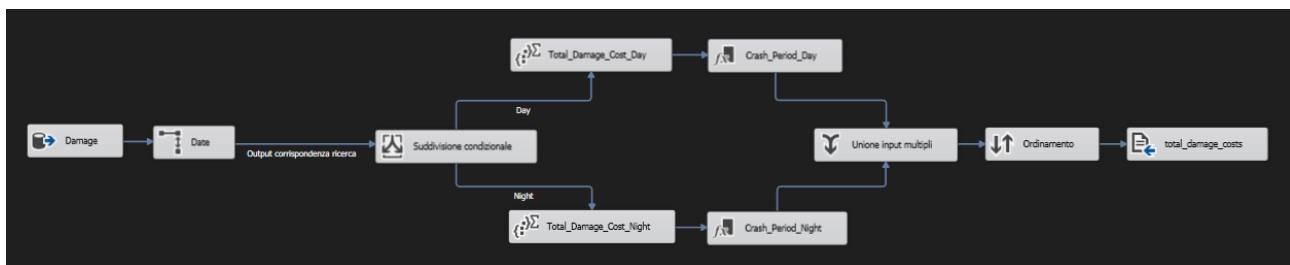 Damage
Date
Output corrispondenza ricerca
Suddivisione condizionale
Day
Total_Damage_Cost_Day
Crash_Period_Day
Night
Total_Damage_Cost_Night
Crash_Period_Night
Unione input multipli
Ordinamento
total_damage_costs